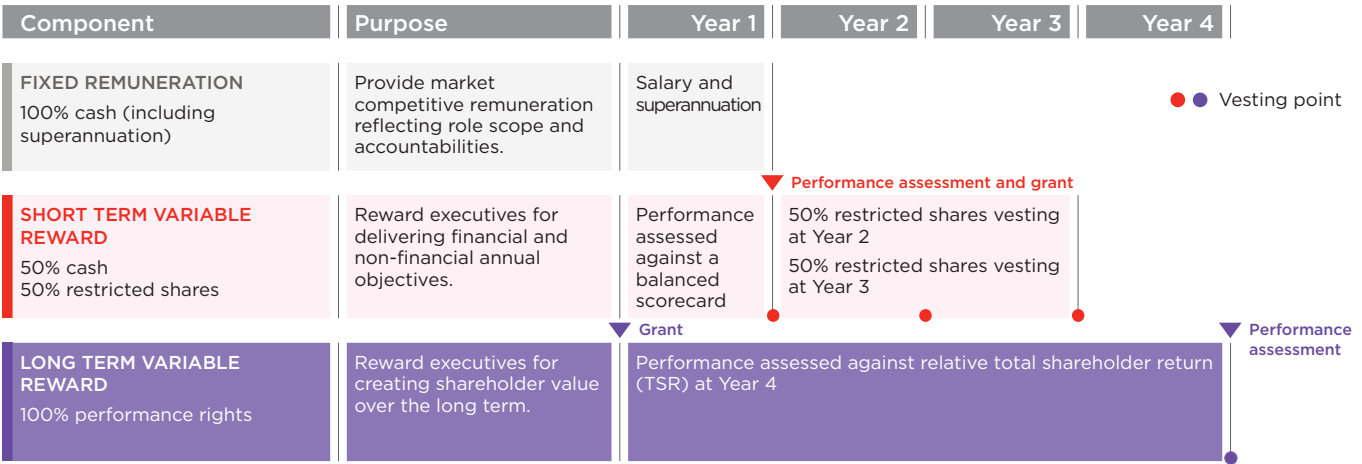 Component
Purpose
Year 1
Year 2
Year 3
Year 4
FIXED REMUNERATION
100% cash (including
superannuation)
Provide market
competitive remuneration
reflecting role scope and
accountabilities.
Salary and
superannuation
Vesting point
Performance assessment and grant
SHORT TERM VARIABLE
REWARD
50% cash
50% restricted shares
Reward executives for
delivering financial and
non-financial annual
objectives.
Performance
assessed
against a
balanced
scorecard
50% restricted shares vesting
at Year 2
50% restricted shares vesting
at Year 3
Grant
Performance
assessment
LONG TERM VARIABLE
REWARD
100% performance rights
Reward executives for
creating shareholder value
over the long term.
Performance assessed against relative total shareholder return
(TSR) at Year 4